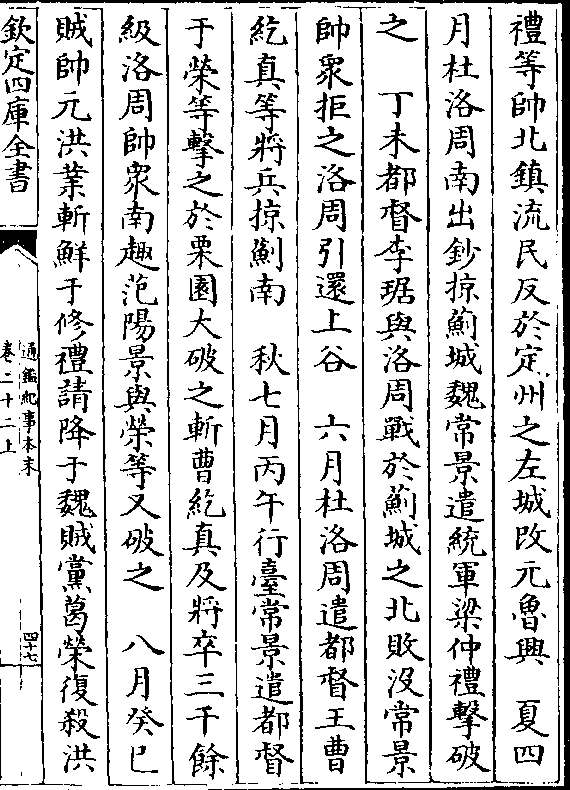 禮等帥北鎮流民反於定州之左城改元魯興　夏四
月杜洛周南出鈔掠薊城魏常景遣統軍梁仲禮擊破
之　丁未都督李琚與洛周戰於薊城之北敗沒常景
帥衆拒之洛周引還上谷　六月杜洛周遣都督王曹
紇真等將兵掠薊南　秋七月丙午行臺常景遣都督
于榮等擊之於栗園大破之斬曹紇真及將卒三千餘
級洛周帥衆南趣范陽景與榮等又破之　八月癸巳
賊帥元洪業斬鮮于修禮請降于魏賊黨葛榮復殺洪
欽定四庫全書
通鑑紀事本末
卷二十二上
四十七